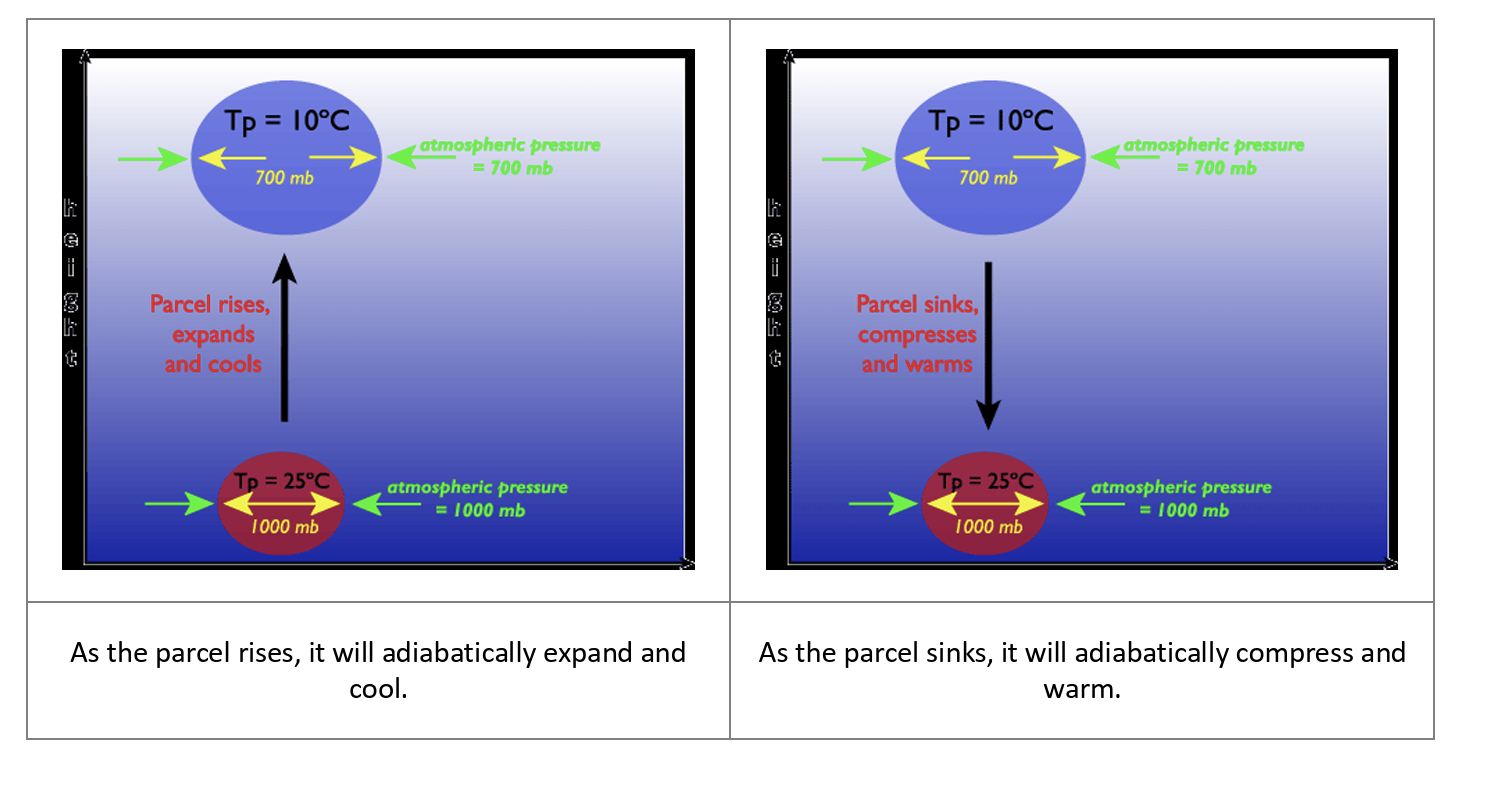 Tp = 10°C
atmospheric pressure
= 700 mb
700 mb
height
Parcel rises,
expands
and cools
Tp = 25°C
atmospheric pressure
= 1000 mb
1000 mb
Tp = 10°C
atmospheric pressure
= 700 mb
700 mb
height
Parcel sinks,
compresses
and warms
Tp = 25°C
atmospheric pressure
= 1000 mb
1000 mb
As the parcel rises, it will adiabatically expand and
cool.
As the parcel sinks, it will adiabatically compress and
warm.